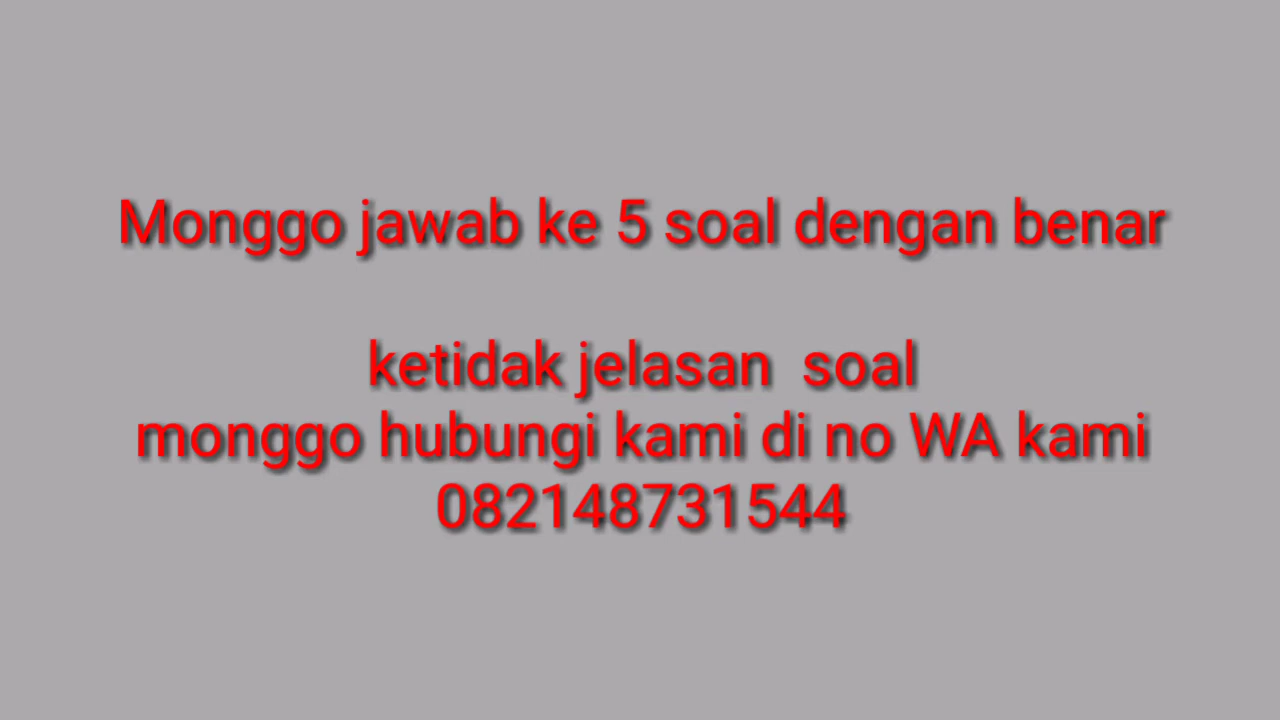 Monggo jawab ke 5 soal dengan benar
ketidak jelasan  soal
monggo hubungi kami di no WA kami
082148731544